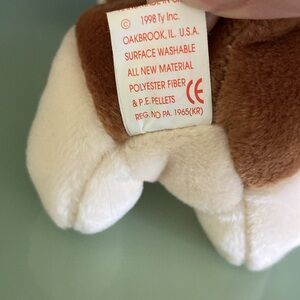 © 1998 Ty Inc.
OAKBROOK, IL. U.S.A.
SURFACE WASHABLE
ALL NEW MATERIAL
POLYESTER FIBER
& P.E. PELLETS CE
REG. NO PA. 1965(KR)